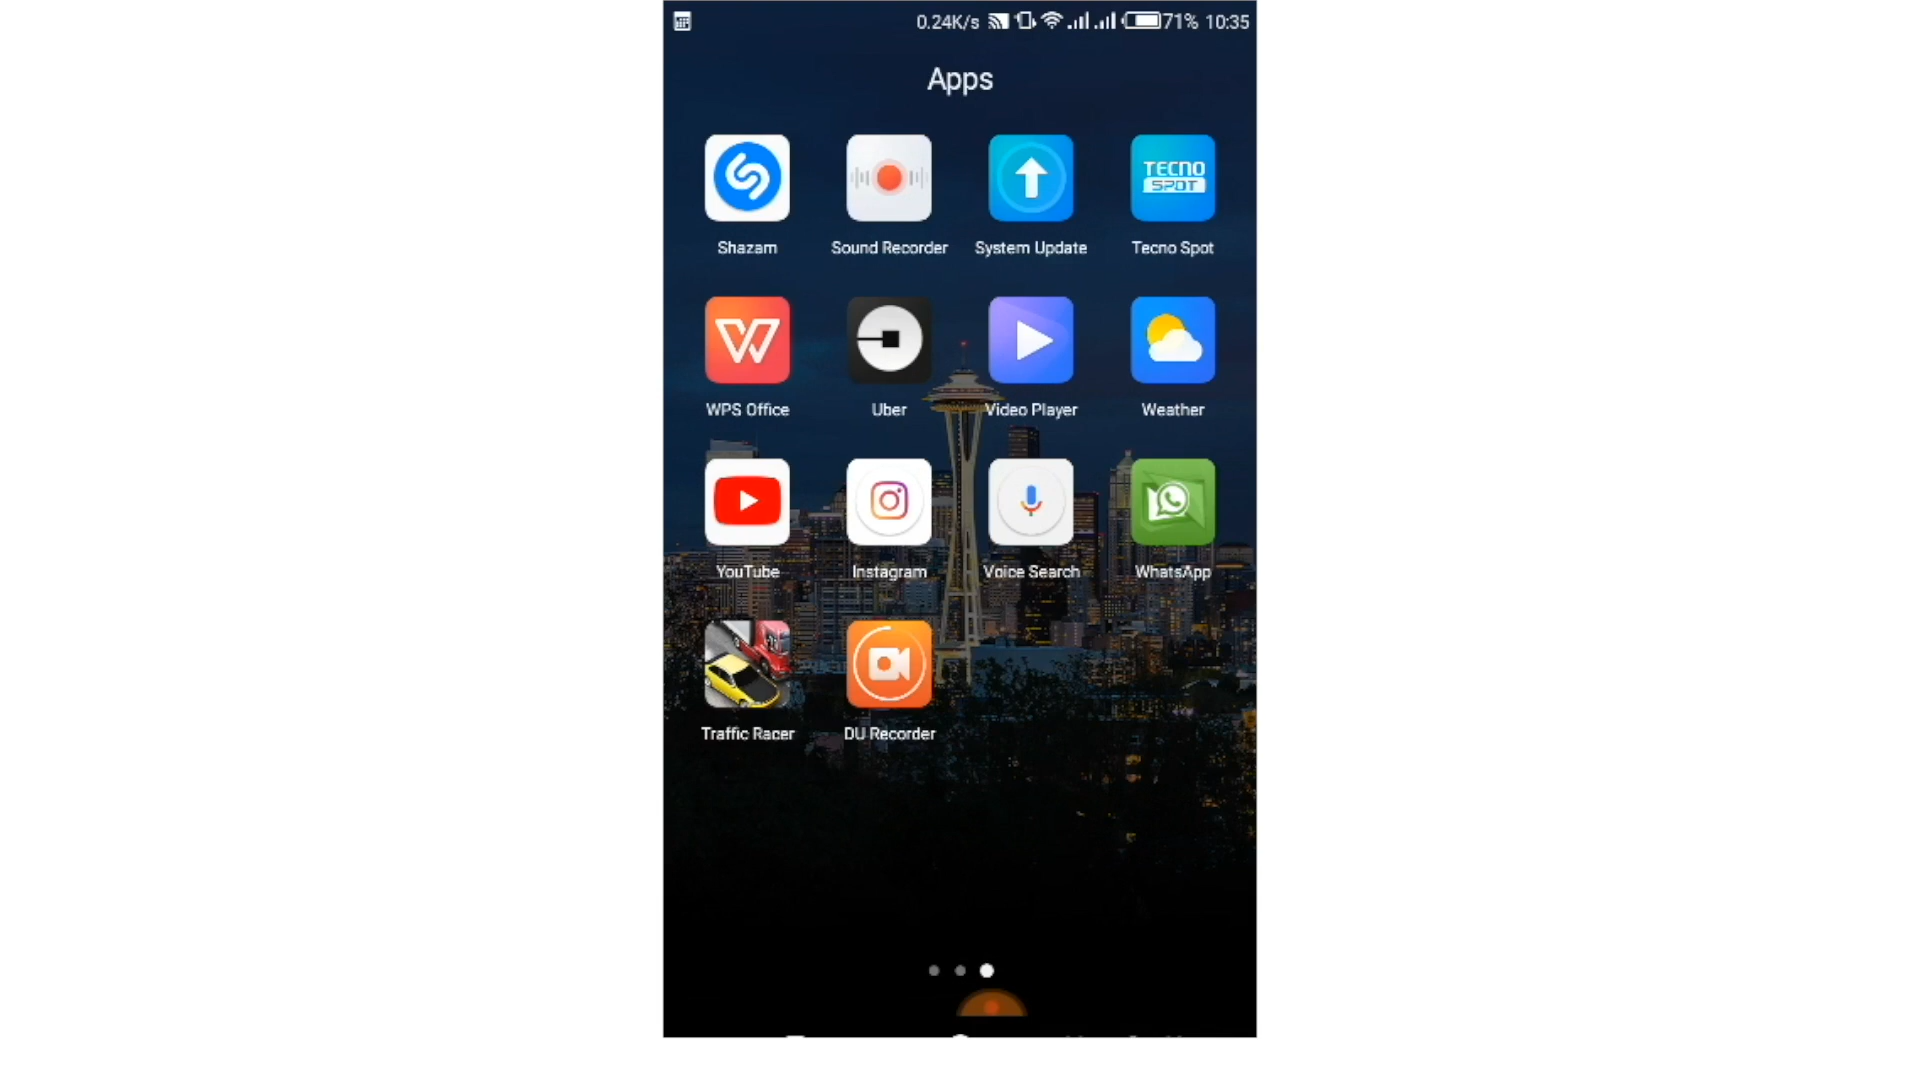 0.24K/s 71% 10:35
Apps
TECNO
SPOT
Shazam Sound Recorder System Update Tecno Spot
WPS Office Uber Video Player Weather
YouTube Instagram Voice Search WhatsApp
Traffic Racer DU Recorder